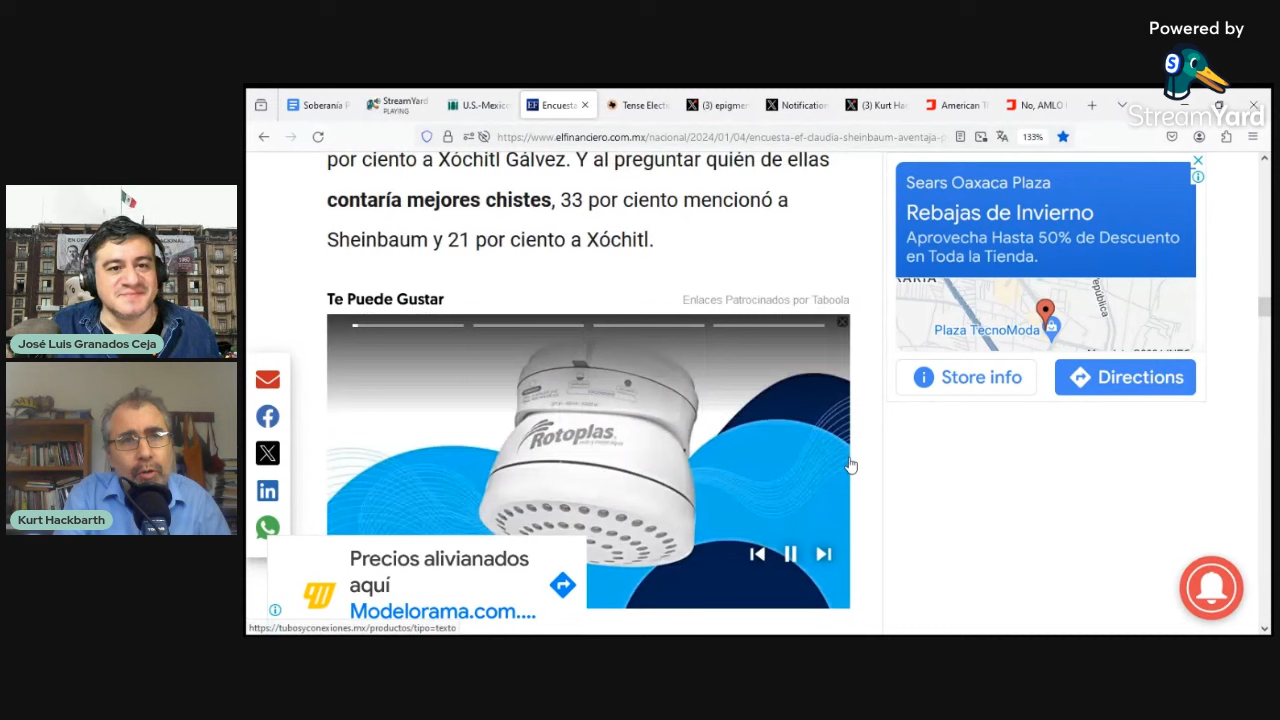 Powered by
StreamYard
Soberanía P
StreamYard
PLAYING
U.S.-Mexico
Encuesta
Tense Electi
(3) epigmen
Notification
(3) Kurt Ha
American T
No, AMLO
https://www.elfinanciero.com.mx/nacional/2024/01/04/encuesta-ef-claudia-sheinbaum-aventaja-p
133%
por ciento a Xóchitl Gálvez. Y al preguntar quién de ellas
contaría mejores chistes, 33 por ciento mencionó a
Sheinbaum y 21 por ciento a Xóchitl.
Te Puede Gustar
Enlaces Patrocinados por Taboola
Rotoplas
Precios alivianados
aquí
Modelorama.com....
https://tubosyconexiones.mx/productos/tipo=texto
Sears Oaxaca Plaza
Rebajas de Invierno
Aprovecha Hasta 50% de Descuento
en Toda la Tienda.
Plaza TecnoModa
Store info
Directions
José Luis Granados Ceja
Kurt Hackbarth